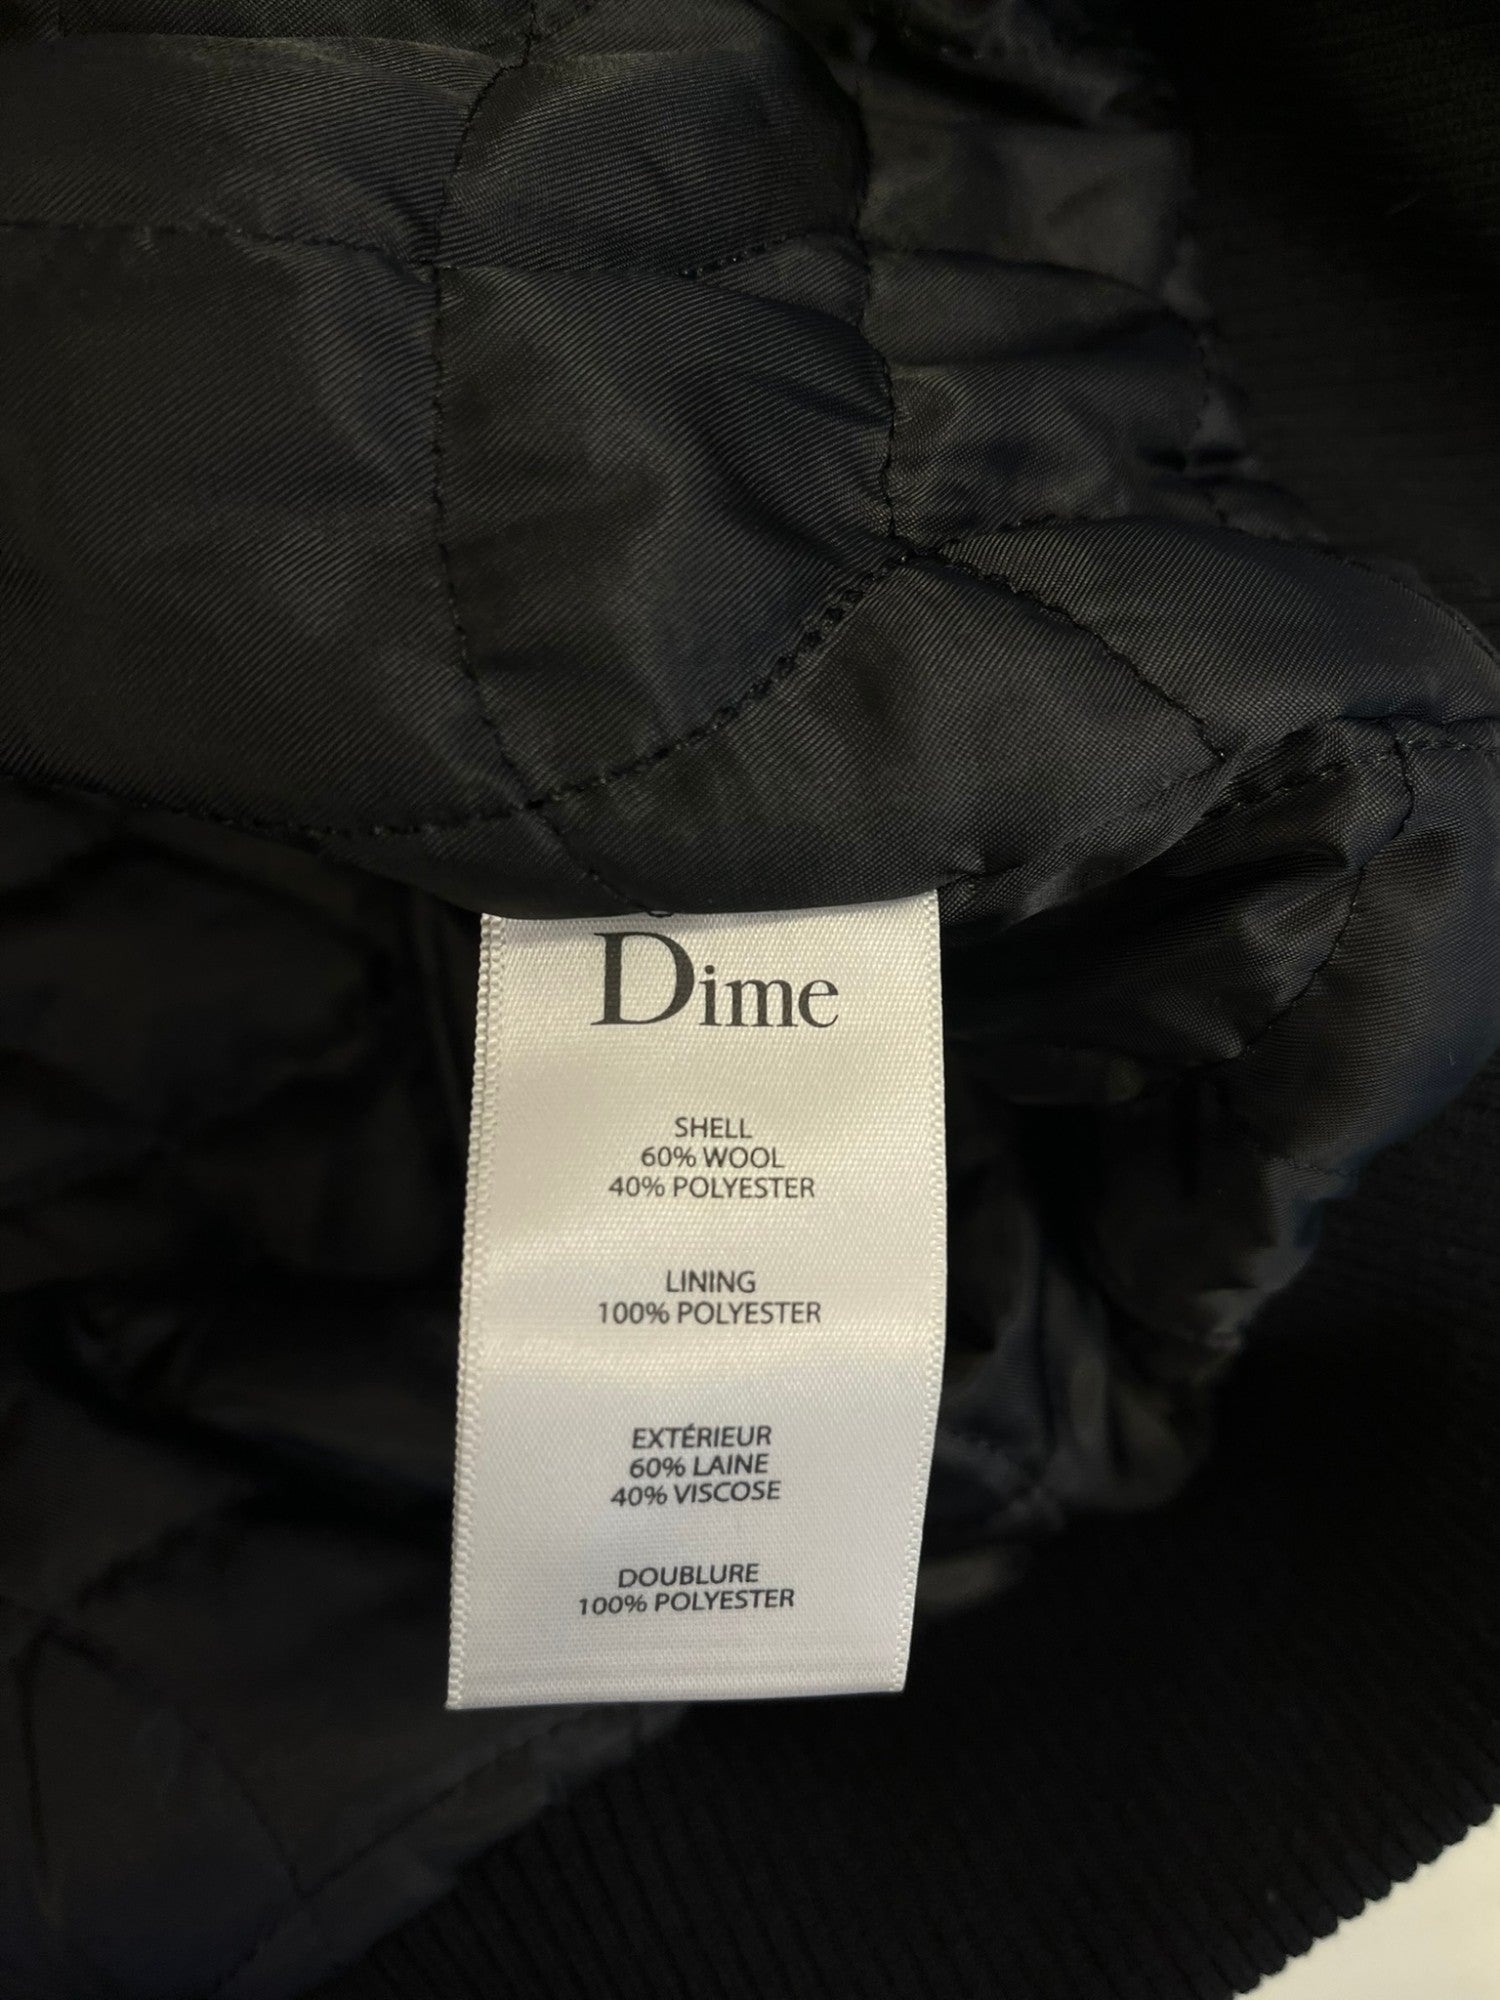 Dime
SHELL
60% WOOL
40% POLYESTER
LINING
100% POLYESTER
EXTÉRIEUR
60% LAINE
40% VISCOSE
DOUBLURE
100% POLYESTER